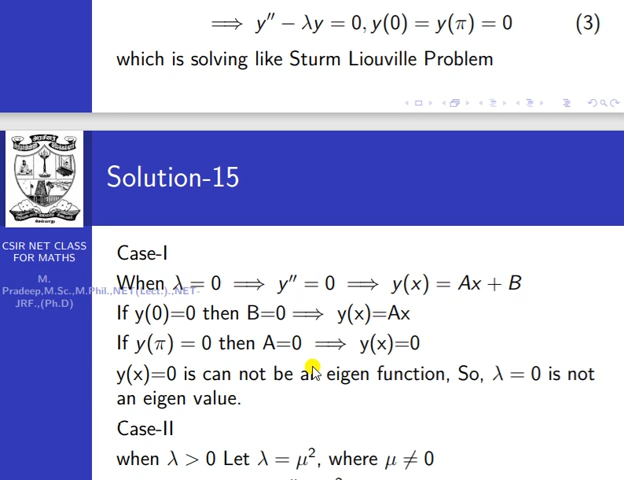 ⟹ y″ − λy = 0, y(0) = y(π) = 0 (3)
which is solving like Sturm Liouville Problem
Solution-15
CSIR NET CLASS
FOR MATHS
M.
Pradeep,M.Sc.,M.Phil.,NET(Lect.).,NET-
JRF.,(Ph.D)
Case-I
When λ = 0 ⟹ y″ = 0 ⟹ y(x) = Ax + B
If y(0)=0 then B=0 ⟹ y(x)=Ax
If y(π) = 0 then A=0 ⟹ y(x)=0
y(x)=0 is can not be an eigen function, So, λ = 0 is not
an eigen value.
Case-II
when λ > 0 Let λ = μ², where μ ≠ 0